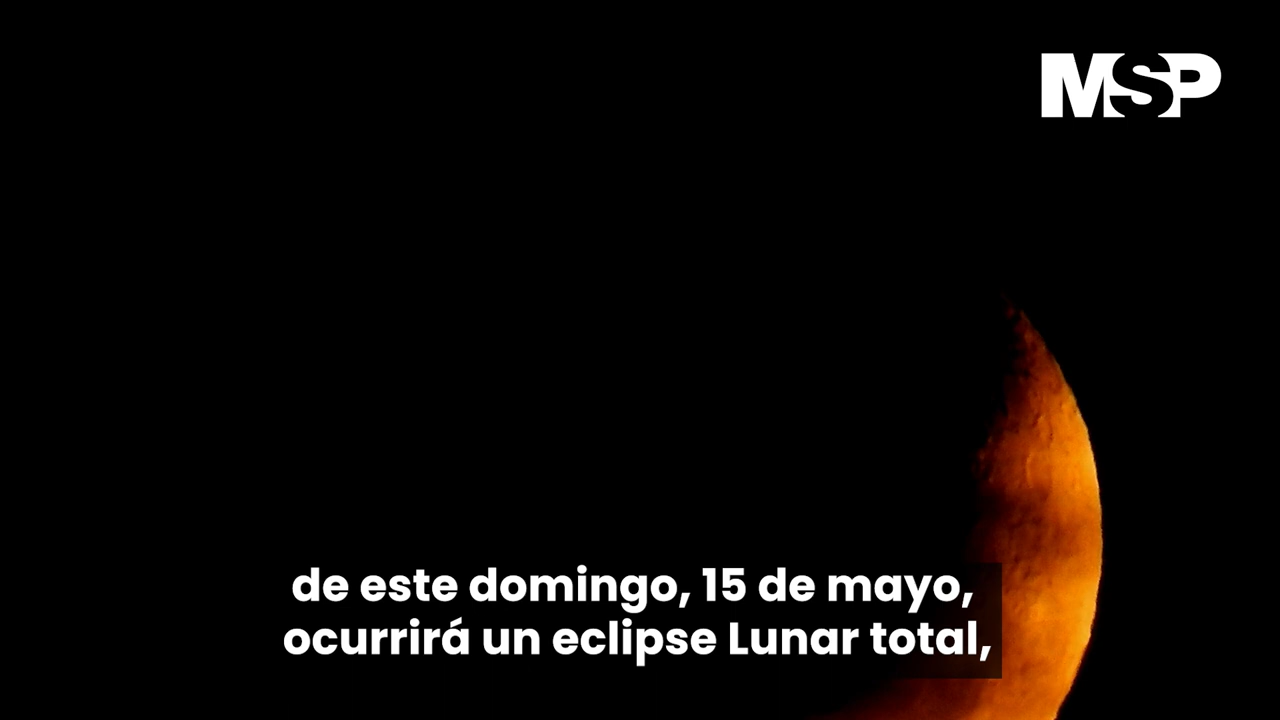 MSP
de este domingo, 15 de mayo,
ocurrirá un eclipse Lunar total,